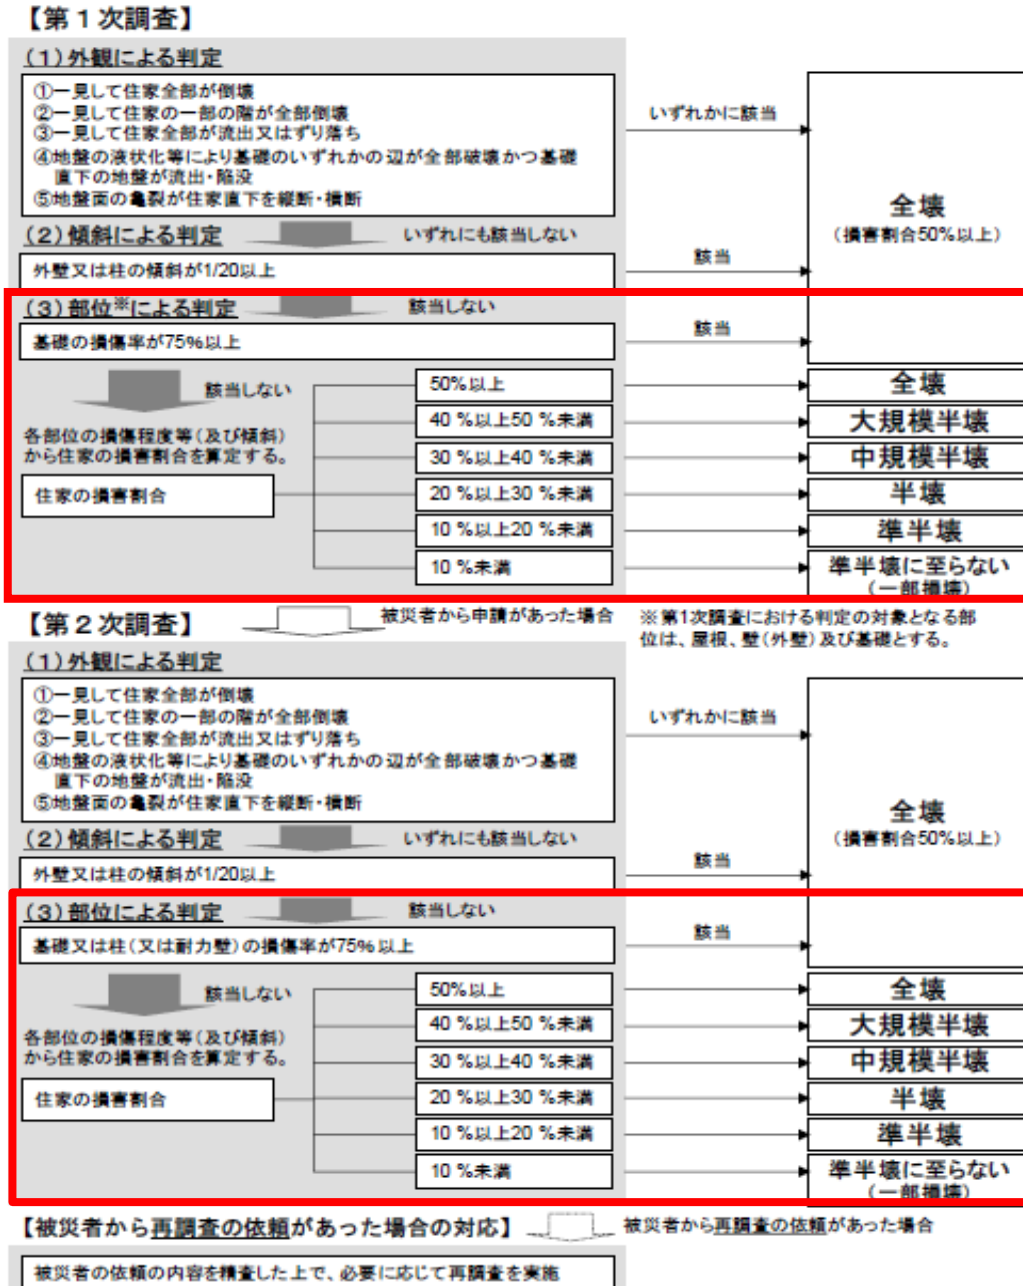 【第1次調査】
(1)外観による判定
①一見して住家全部が倒壊
②一見して住家の一部の階が全部倒壊
③一見して住家全部が流出又はずり落ち
④地盤の液状化等により基礎のいずれかの辺が全部破壊かつ基礎
直下の地盤が流出・陥没
⑤地盤面の亀裂が住家直下を縦断・横断
いずれかに該当
全壊
(損害割合50%以上)
(2)傾斜による判定
いずれにも該当しない
外壁又は柱の傾斜が1/20以上
該当
(3)部位※による判定
該当しない
基礎の損傷率が75%以上
該当
該当しない
各部位の損傷程度等(及び傾斜)
から住家の損害割合を算定する。
住家の損害割合
50%以上
全壊
40%以上50%未満
大規模半壊
30%以上40%未満
中規模半壊
20%以上30%未満
半壊
10%以上20%未満
準半壊
10%未満
準半壊に至らない
(一部損壊)
【第2次調査】
被災者から申請があった場合
※第1次調査における判定の対象となる部
位は、屋根、壁(外壁)及び基礎とする。
(1)外観による判定
①一見して住家全部が倒壊
②一見して住家の一部の階が全部倒壊
③一見して住家全部が流出又はずり落ち
④地盤の液状化等により基礎のいずれかの辺が全部破壊かつ基礎
直下の地盤が流出・陥没
⑤地盤面の亀裂が住家直下を縦断・横断
いずれかに該当
全壊
(損害割合50%以上)
(2)傾斜による判定
いずれにも該当しない
外壁又は柱の傾斜が1/20以上
該当
(3)部位による判定
該当しない
基礎又は柱(又は耐力壁)の損傷率が75%以上
該当
該当しない
各部位の損傷程度等(及び傾斜)
から住家の損害割合を算定する。
住家の損害割合
50%以上
全壊
40%以上50%未満
大規模半壊
30%以上40%未満
中規模半壊
20%以上30%未満
半壊
10%以上20%未満
準半壊
10%未満
準半壊に至らない
(一部損壊)
【被災者から再調査の依頼があった場合の対応】
被災者から再調査の依頼があった場合
被災者の依頼の内容を精査した上で、必要に応じて再調査を実施